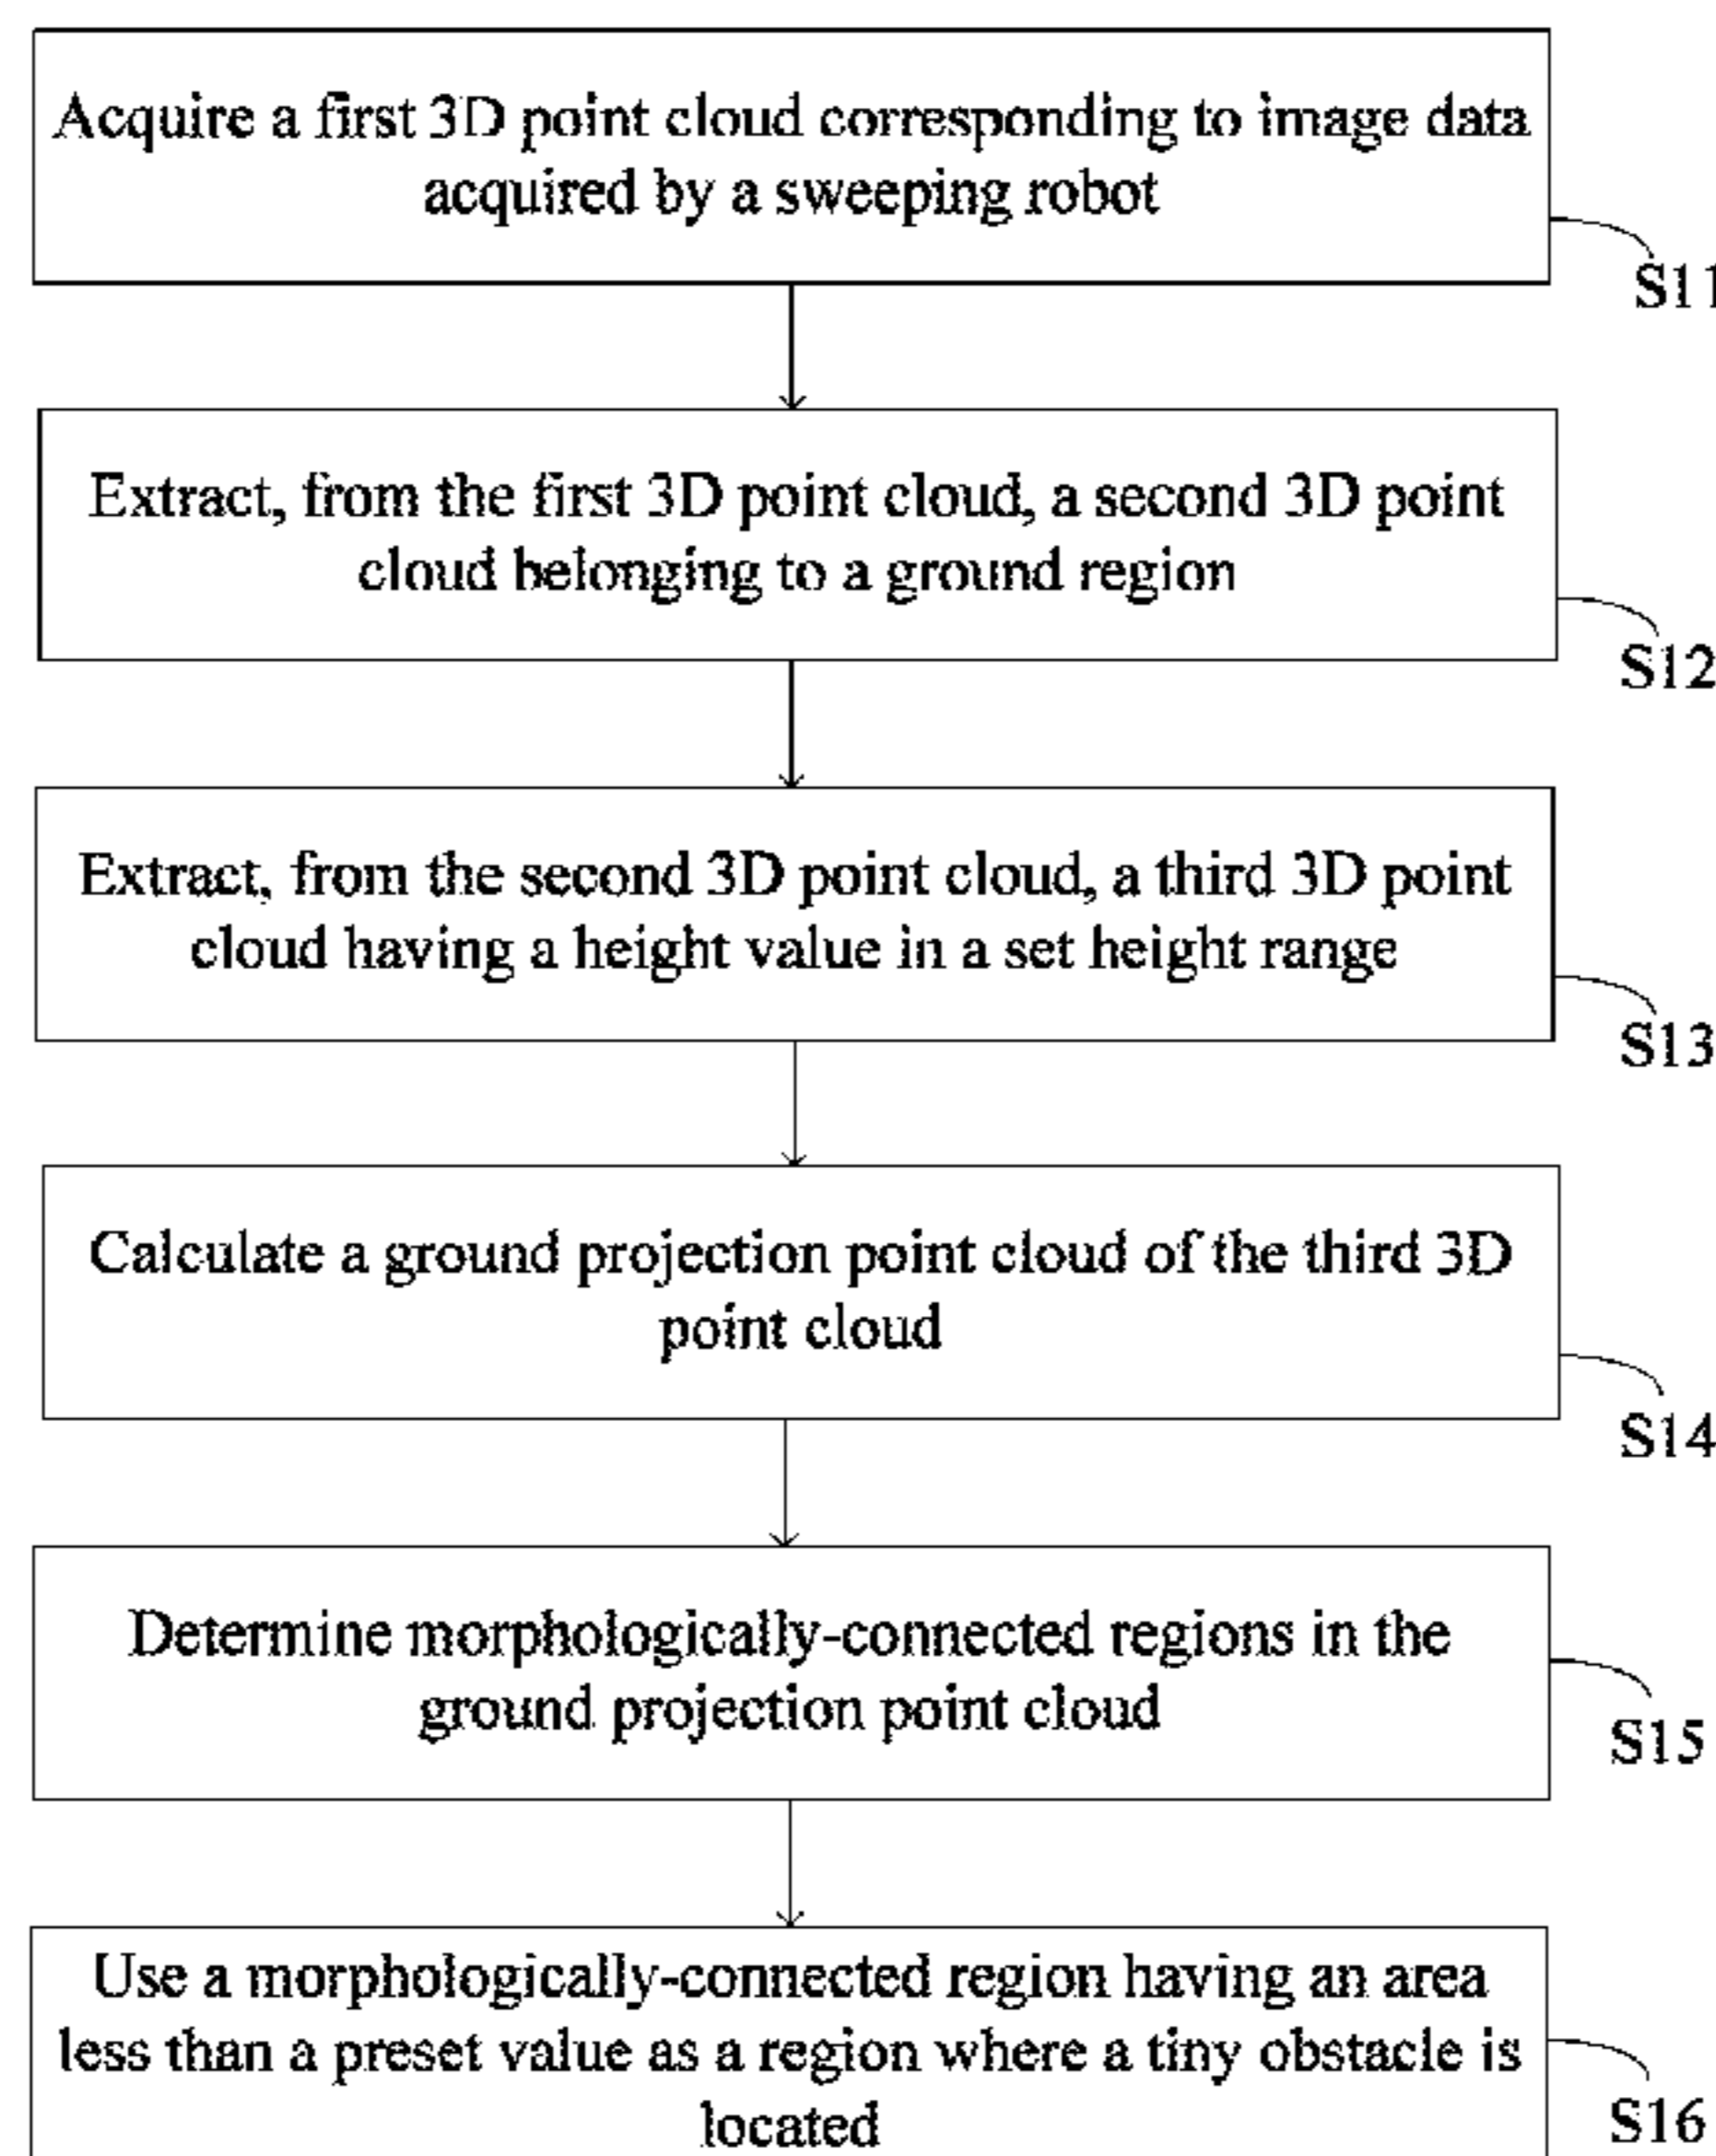 Acquire a first 3D point cloud corresponding to image data
acquired by a sweeping robot
S11
Extract, from the first 3D point cloud, a second 3D point
cloud belonging to a ground region
S12
Extract, from the second 3D point cloud, a third 3D point
cloud having a height value in a set height range
S13
Calculate a ground projection point cloud of the third 3D
point cloud
S14
Determine morphologically-connected regions in the
ground projection point cloud
S15
Use a morphologically-connected region having an area
less than a preset value as a region where a tiny obstacle is
located
S16